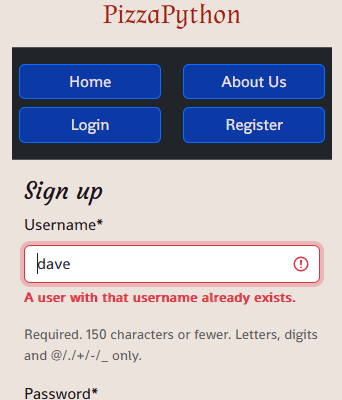 PizzaPython
Home
About Us
Login
Register
Sign up
Username*
dave
A user with that username already exists.
Required. 150 characters or fewer. Letters, digits
and @/./+/-/_ only.
Password*